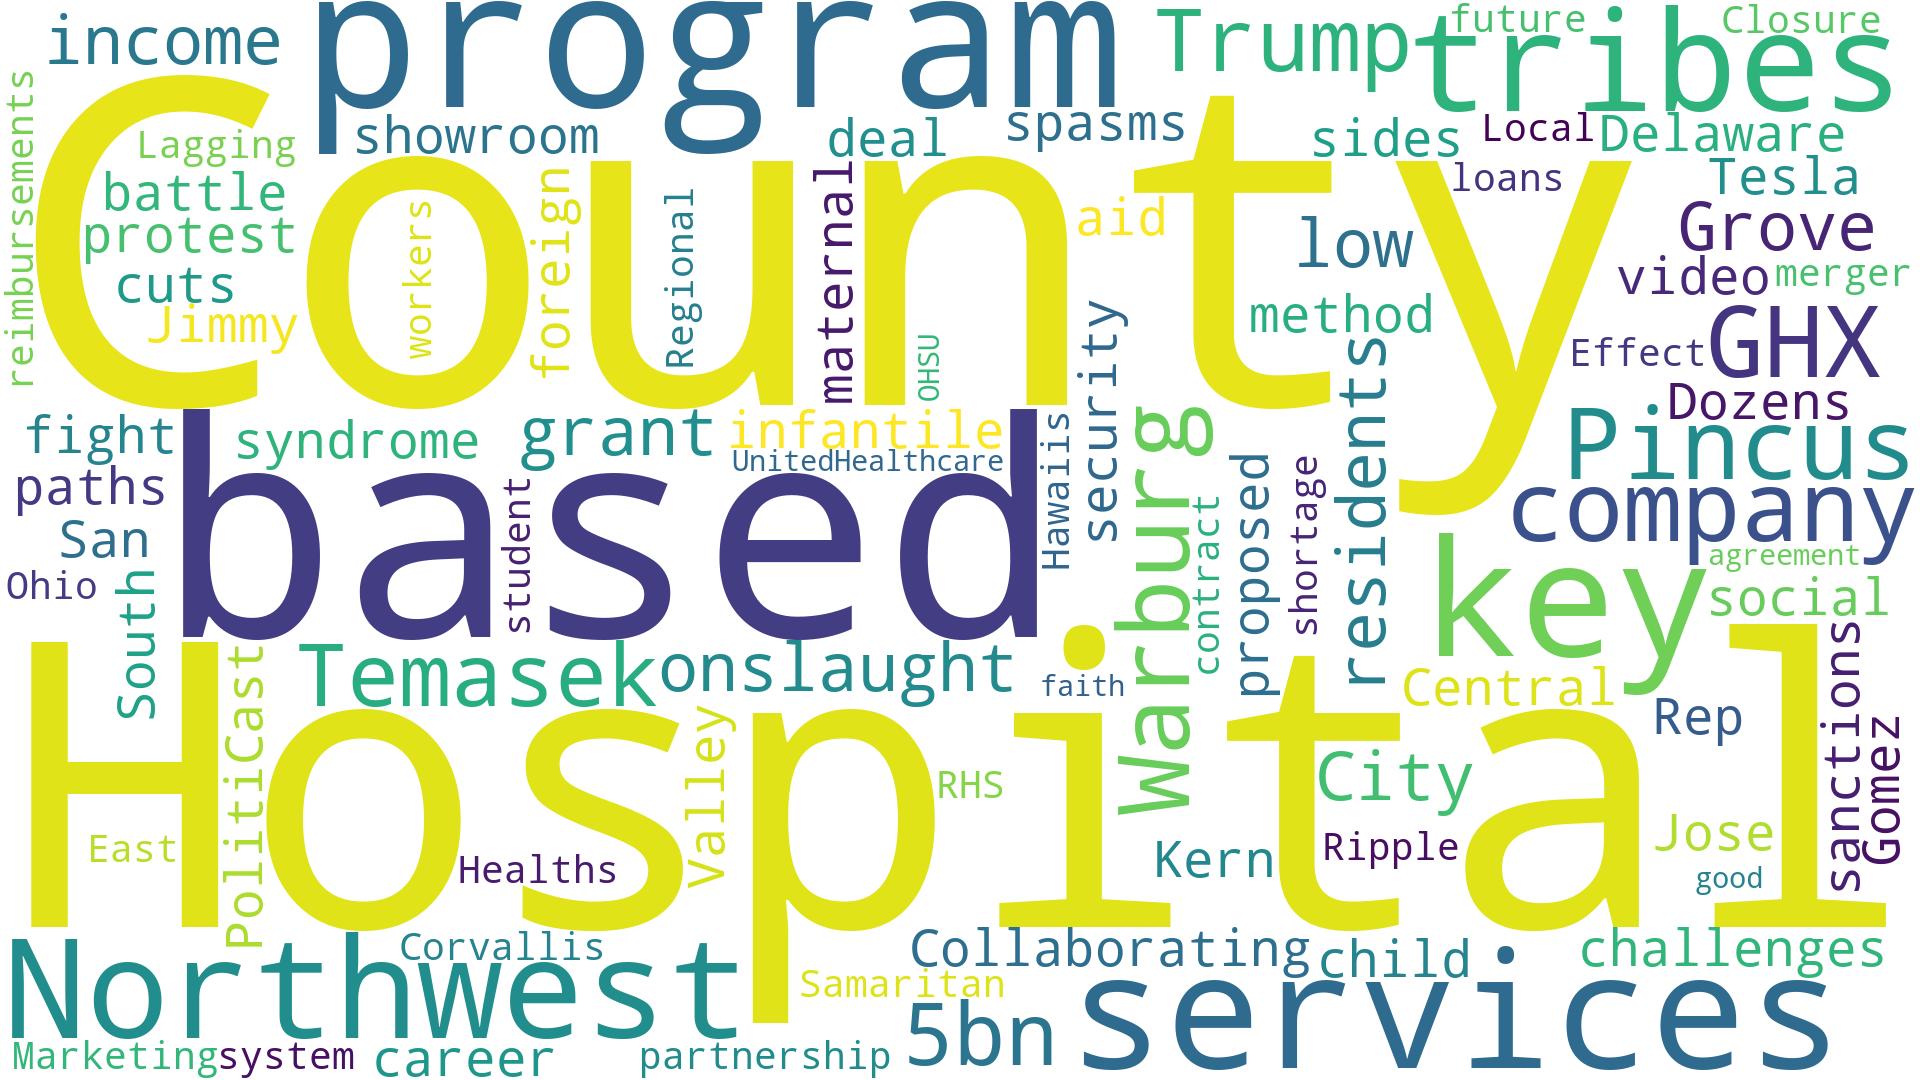 income
program
Trump
future
tribes
Closure
reimbursements
County
Lagging
showroom
deal
spasms
sides
Local
Delaware
battle
workers
foreign
Regional
maternal
aid
loans
Tesla
protest
low
Grove
cuts
video
merger
Jimmy
OHSU
security
method
residents
Effect
GHX
Dozens
fight
based
syndrome
grant
infantile
UnitedHealthcare
Hawaiis
Warburg
Pincus
paths
student
contract
proposed
shortage
company
San
key
agreement
Ohio
South
social
Hospital
PolitiCast
Temasek
onslaught
faith
Central
sanctions
Valley
Rep
Gomez
RHS
City
East
Healths
Kern
Ripple
Jose
good
Northwest
Corvallis
Collaborating
child
challenges
Samaritan
5bn
services
Marketing
system
career
partnership